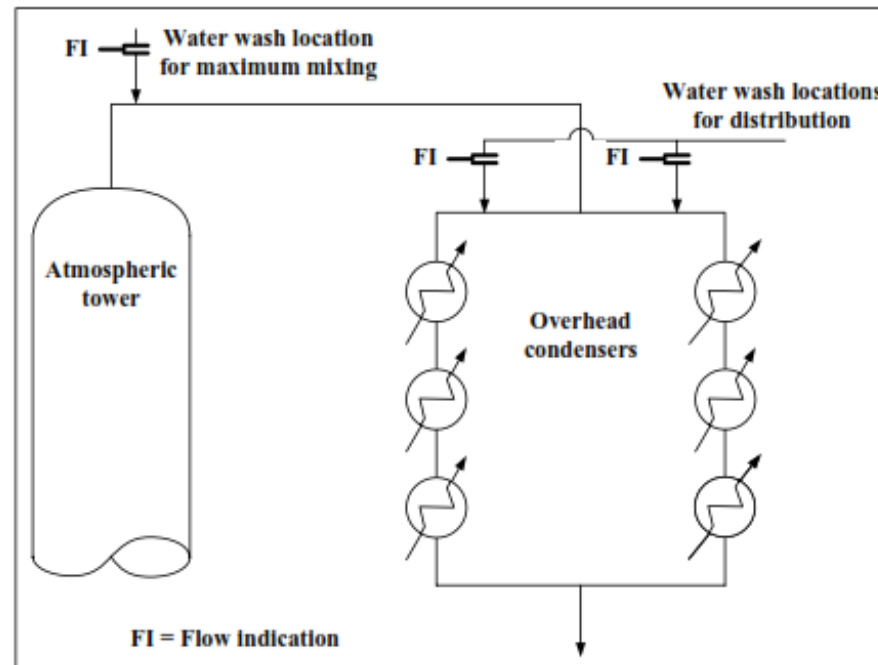 FI
Water wash location
for maximum mixing
Water wash locations
for distribution
FI
FI
Atmospheric
tower
Overhead
condensers
FI = Flow indication